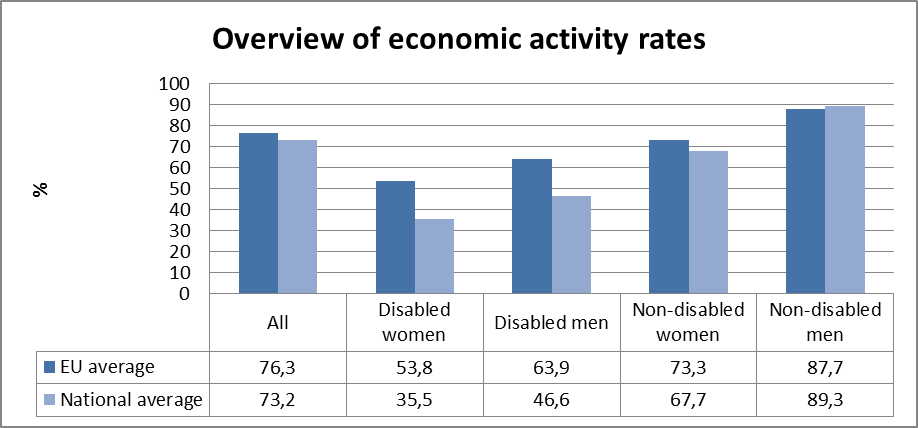 Overview of economic activity rates
%
100
90
80
70
60
50
40
30
20
10
0
All
Disabled women
Disabled men
Non-disabled women
Non-disabled men
EU average 76,3 53,8 63,9 73,3 87,7
National average 73,2 35,5 46,6 67,7 89,3